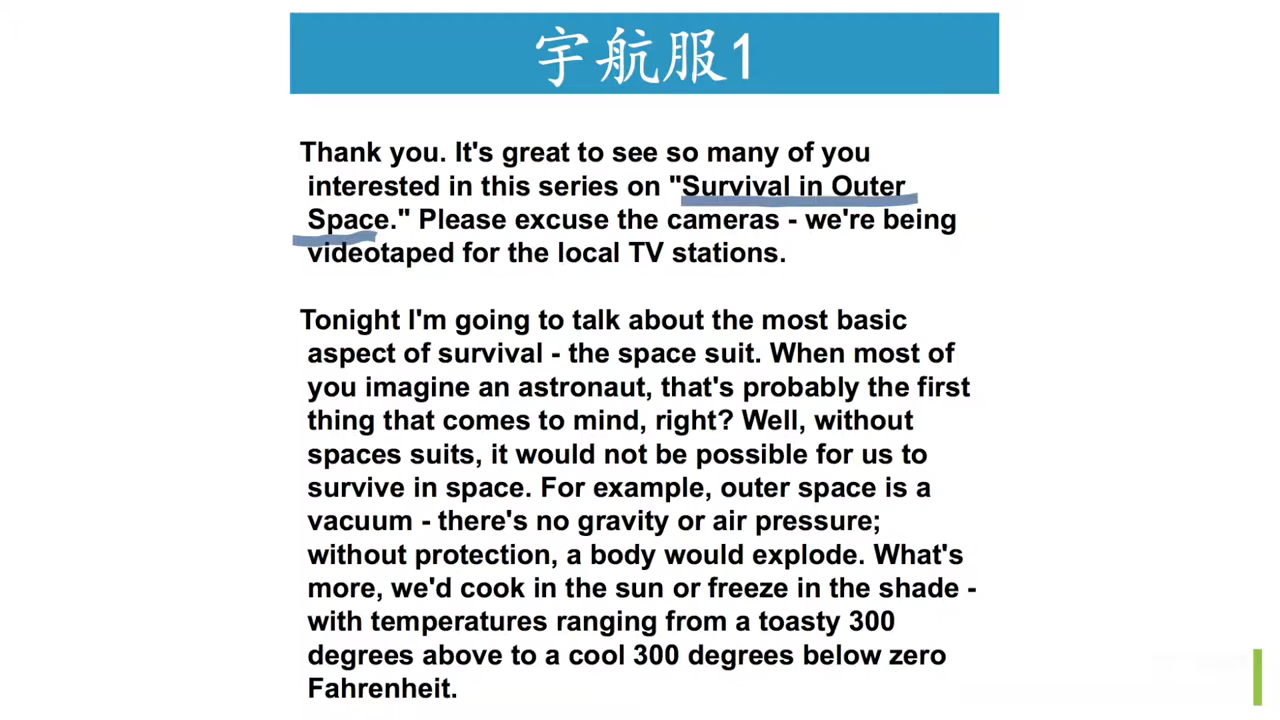 宇航服1
Thank you. It's great to see so many of you
interested in this series on "Survival in Outer
Space." Please excuse the cameras - we're being
videotaped for the local TV stations.
Tonight I'm going to talk about the most basic
aspect of survival - the space suit. When most of
you imagine an astronaut, that's probably the first
thing that comes to mind, right? Well, without
spaces suits, it would not be possible for us to
survive in space. For example, outer space is a
vacuum - there's no gravity or air pressure;
without protection, a body would explode. What's
more, we'd cook in the sun or freeze in the shade -
with temperatures ranging from a toasty 300
degrees above to a cool 300 degrees below zero
Fahrenheit.